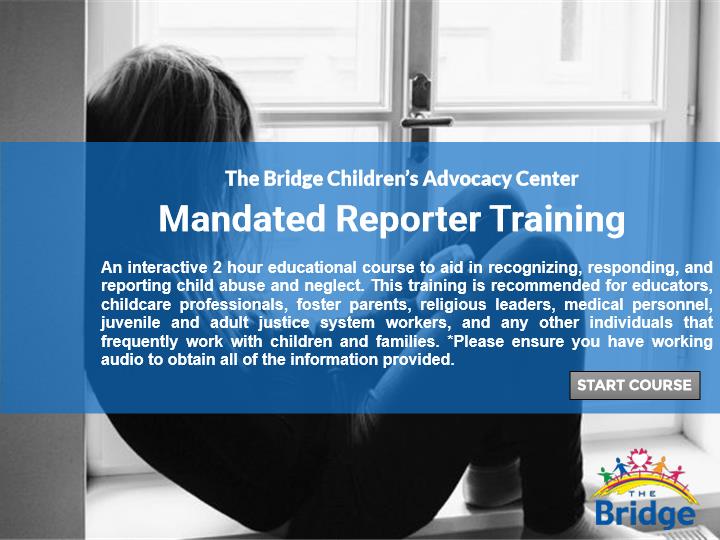 The Bridge Children's Advocacy Center
Mandated Reporter Training
An interactive 2 hour educational course to aid in recognizing, responding, and
reporting child abuse and neglect. This training is recommended for educators,
childcare professionals, foster parents, religious leaders, medical personnel,
juvenile and adult justice system workers, and any other individuals that
frequently work with children and families. *Please ensure you have working
audio to obtain all of the information provided.
START COURSE
THE
Bridge